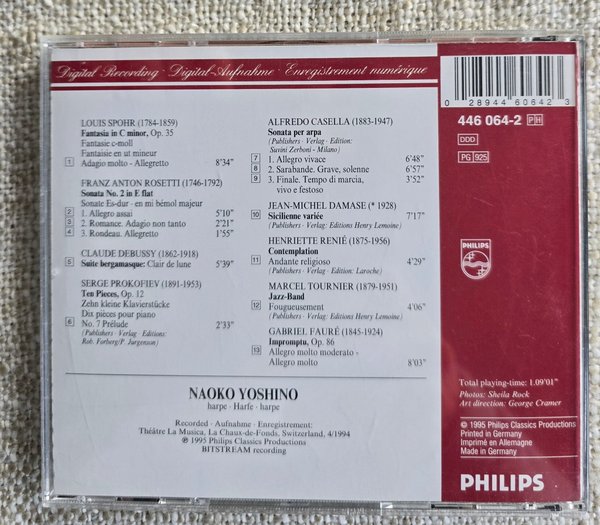 Digital Recording · Digital-Aufnahme · Enregistrement numérique
LOUIS SPOHR (1784-1859)
Fantasia in C minor, Op. 35
Fantasie c-moll
Fantaisie en ut mineur
1 Adagio molto - Allegretto 8'34"
FRANZ ANTON ROSETTI (1746-1792)
Sonata No. 2 in E flat
Sonate Es-dur · en mi bémol majeur
2 1. Allegro assai 5'10"
3 2. Romance. Adagio non tanto 2'21"
4 3. Rondeau. Allegretto 1'55"
CLAUDE DEBUSSY (1862-1918)
5 Suite bergamasque: Clair de lune 5'39"
SERGE PROKOFIEV (1891-1953)
Ten Pieces, Op. 12
Zehn kleine Klavierstücke
Dix pièces pour piano
6 No. 7 Prélude 2'33"
(Publishers · Verlag · Editions:
Rob. Forberg/P. Jurgenson)
ALFREDO CASELLA (1883-1947)
Sonata per arpa
(Publishers · Verlag · Edition:
Suvini Zerboni - Milano)
7 1. Allegro vivace 6'48"
8 2. Sarabande. Grave, solenne 6'57"
9 3. Finale. Tempo di marcia,
vivo e festoso 3'52"
JEAN-MICHEL DAMASE (* 1928)
10 Sicilienne variée 7'17"
(Publishers · Verlag: Editions Henry Lemoine)
HENRIETTE RENIÉ (1875-1956)
Contemplation
11 Andante religioso 4'29"
(Publishers · Verlag · Edition: Laroche)
MARCEL TOURNIER (1879-1951)
Jazz-Band
12 Fougueusement 4'06"
(Publishers · Verlag: Editions Henry Lemoine)
GABRIEL FAURÉ (1845-1924)
Impromptu, Op. 86
13 Allegro molto moderato -
Allegro molto 8'03"
NAOKO YOSHINO
harpe · Harfe · harpe
Recorded · Aufnahme · Enregistrement:
Théâtre La Musica, La Chaux-de-Fonds, Switzerland, 4/1994
℗ 1995 Philips Classics Productions
BITSTREAM recording
0 28944 60642 3
446 064-2 PH
DDD
PG 925
PHILIPS
Total playing-time: 1.09'01"
Photos: Sheila Rock
Art direction: George Cramer
© 1995 Philips Classics Productions
Printed in Germany
Imprimé en Allemagne
Made in Germany
PHILIPS